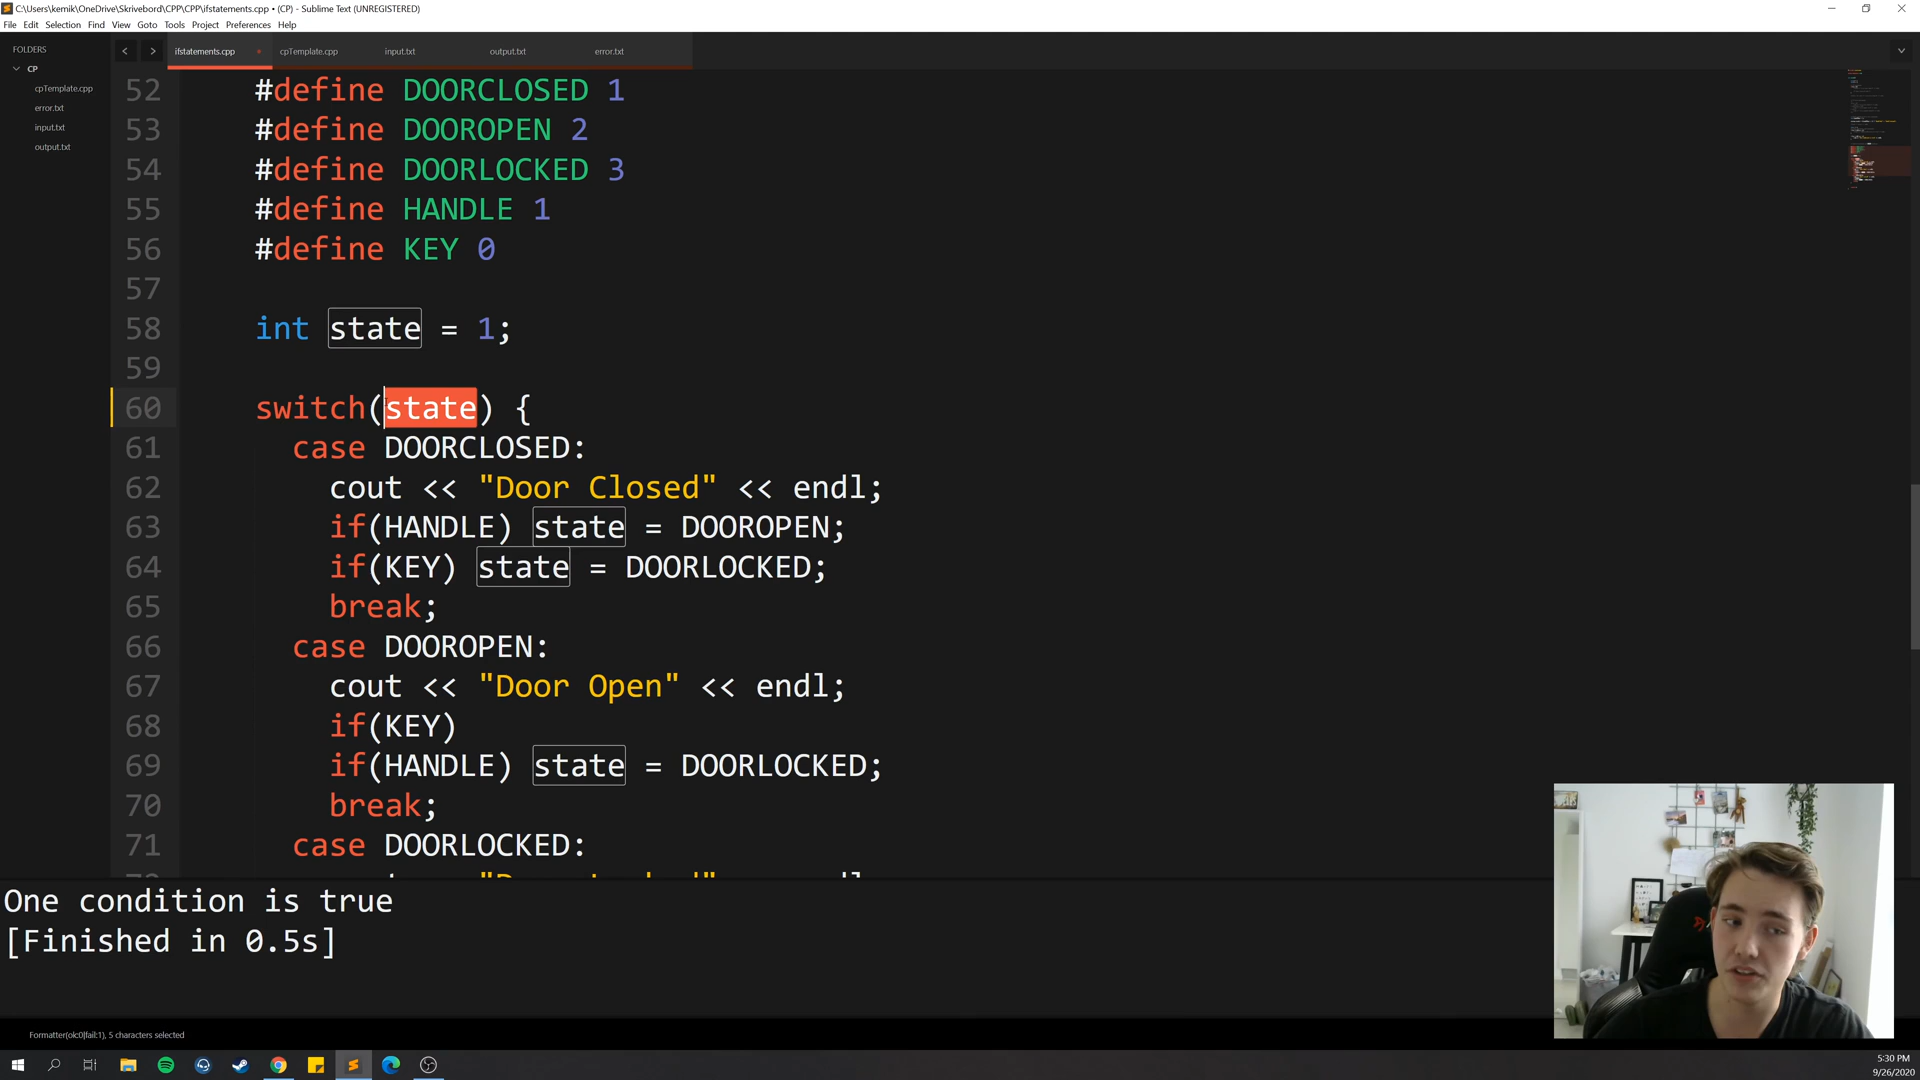 C:\Users\kemik\OneDrive\Skrivebord\CPP\CPP\ifstatements.cpp • (CP) - Sublime Text (UNREGISTERED)
File Edit Selection Find View Goto Tools Project Preferences Help
FOLDERS
CP
cpTemplate.cpp
error.txt
input.txt
output.txt
ifstatements.cpp cpTemplate.cpp input.txt output.txt error.txt
52 #define DOORCLOSED 1
53 #define DOOROPEN 2
54 #define DOORLOCKED 3
55 #define HANDLE 1
56 #define KEY 0
57
58 int state = 1;
59
60 switch(state) {
61 case DOORCLOSED:
62 cout << "Door Closed" << endl;
63 if(HANDLE) state = DOOROPEN;
64 if(KEY) state = DOORLOCKED;
65 break;
66 case DOOROPEN:
67 cout << "Door Open" << endl;
68 if(KEY)
69 if(HANDLE) state = DOORLOCKED;
70 break;
71 case DOORLOCKED:
One condition is true
[Finished in 0.5s]
Formatter(ok:0|fail:1), 5 characters selected
5:30 PM
9/26/2020